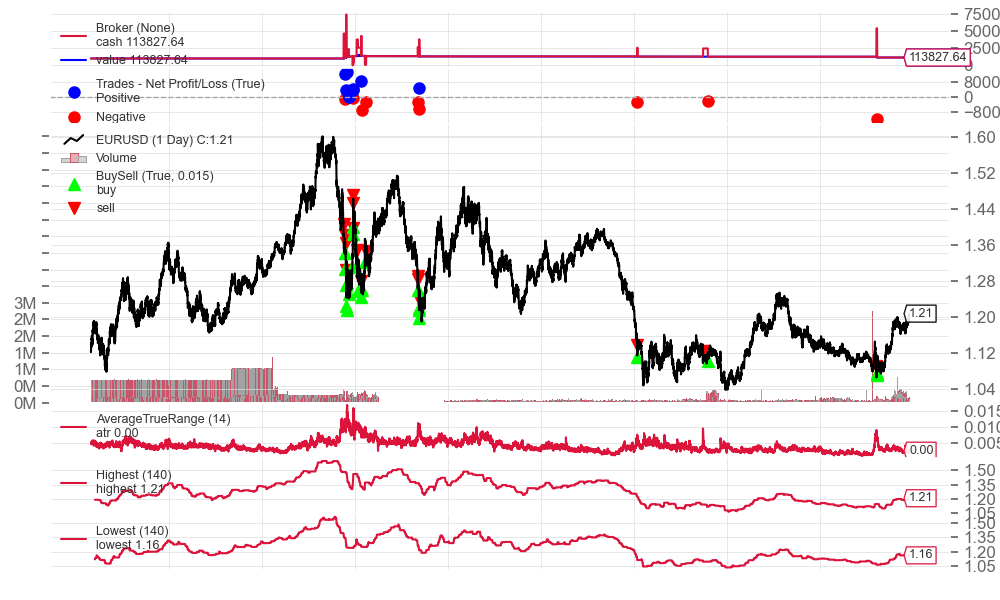 Broker (None)
cash 113827.64
value 113827.64
7500
5000
2500
0
113827.64
Trades - Net Profit/Loss (True)
Positive
Negative
8000
0
−800
EURUSD (1 Day) C:1.21
Volume
BuySell (True, 0.015)
buy
sell
1.60
1.52
1.44
1.36
1.28
1.20
1.12
1.04
1.21
3M
2M
2M
1M
1M
0M
0M
AverageTrueRange (14)
atr 0.00
0.015
0.010
0.005
0.00
Highest (140)
highest 1.21
1.50
1.35
1.20
1.05
1.21
Lowest (140)
lowest 1.16
1.50
1.35
1.20
1.05
1.16